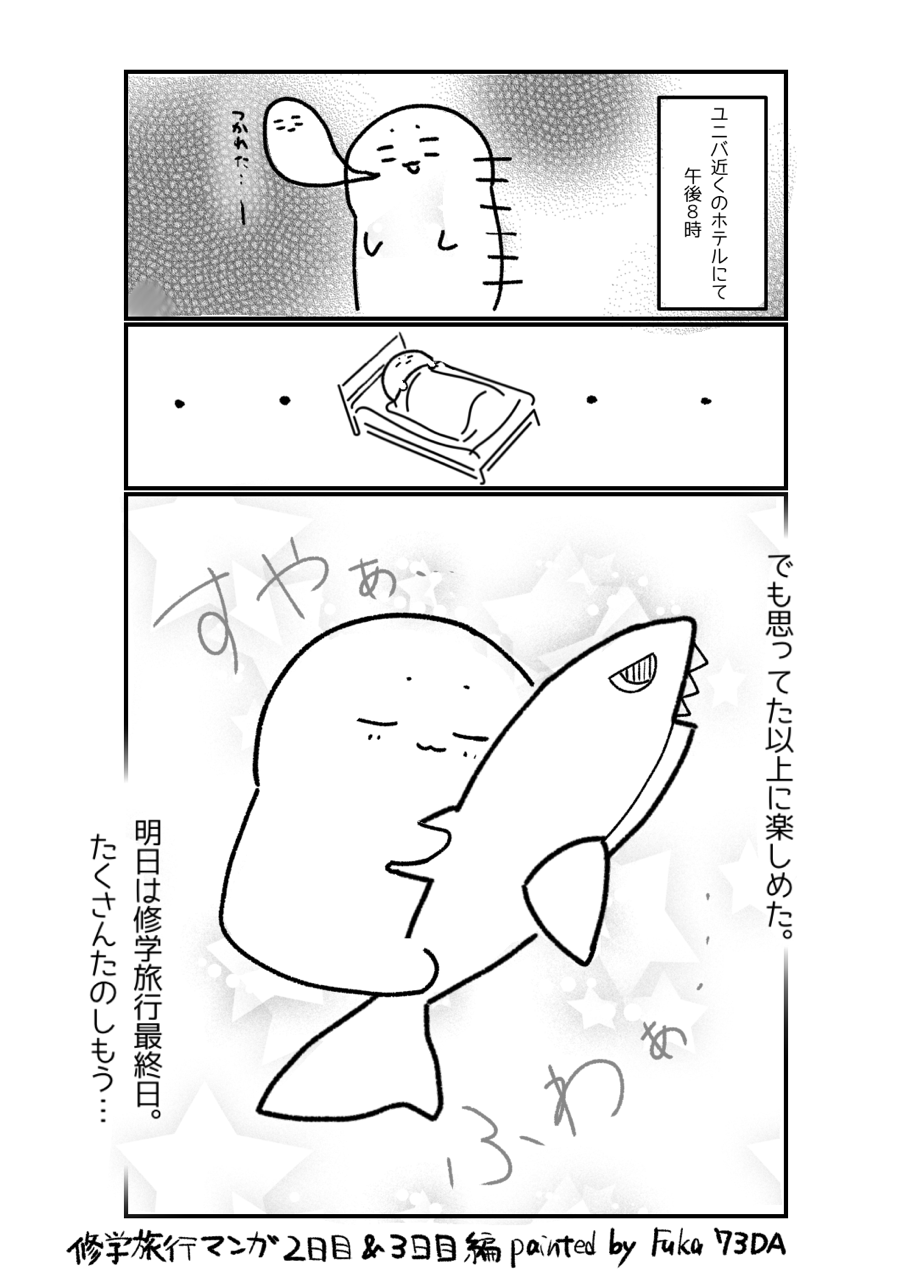 ユニバ近くのホテルにて
午後8時
つかれた…ー
でも思ってた以上に楽しめた。
すやぁ…
ふわぁ…
明日は修学旅行最終日。
たくさんたのしもう…
修学旅行マンガ2日目&3日目編 painted by Fuka '73DA